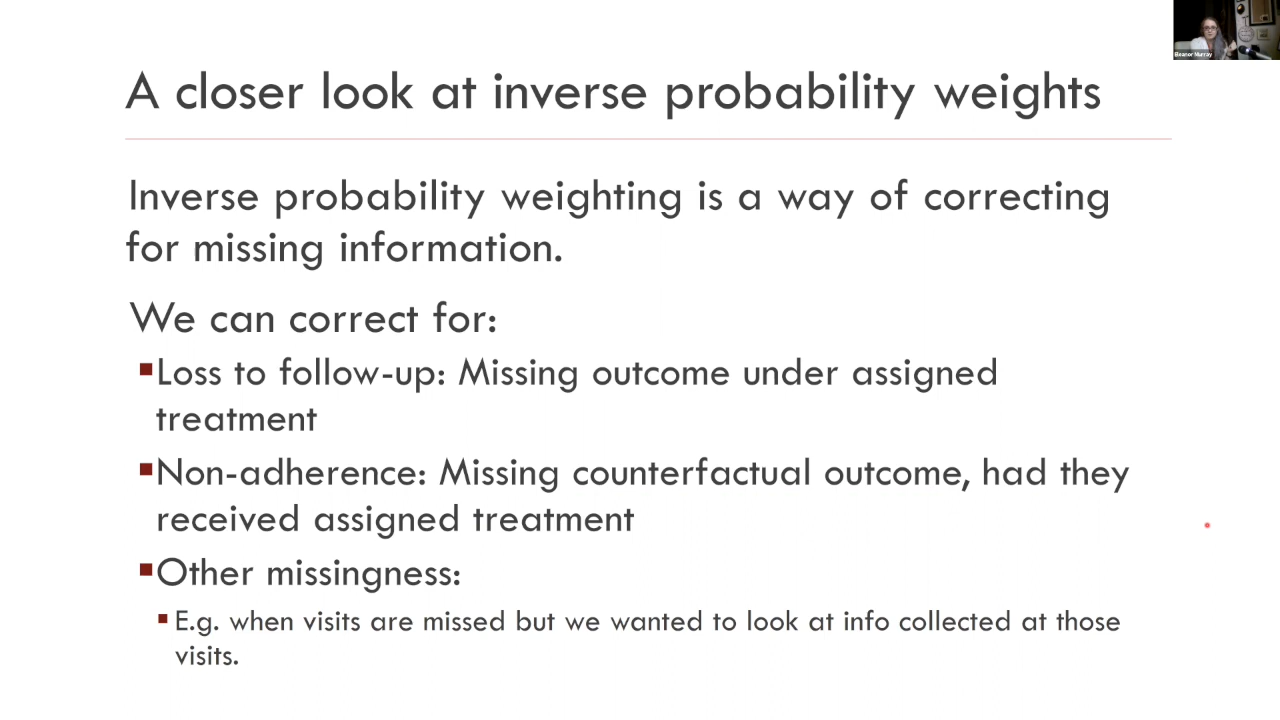 A closer look at inverse probability weights
Inverse probability weighting is a way of correcting
for missing information.
We can correct for:
Loss to follow-up: Missing outcome under assigned
treatment
Non-adherence: Missing counterfactual outcome, had they
received assigned treatment
Other missingness:
E.g. when visits are missed but we wanted to look at info collected at those
visits.
Eleanor Murray